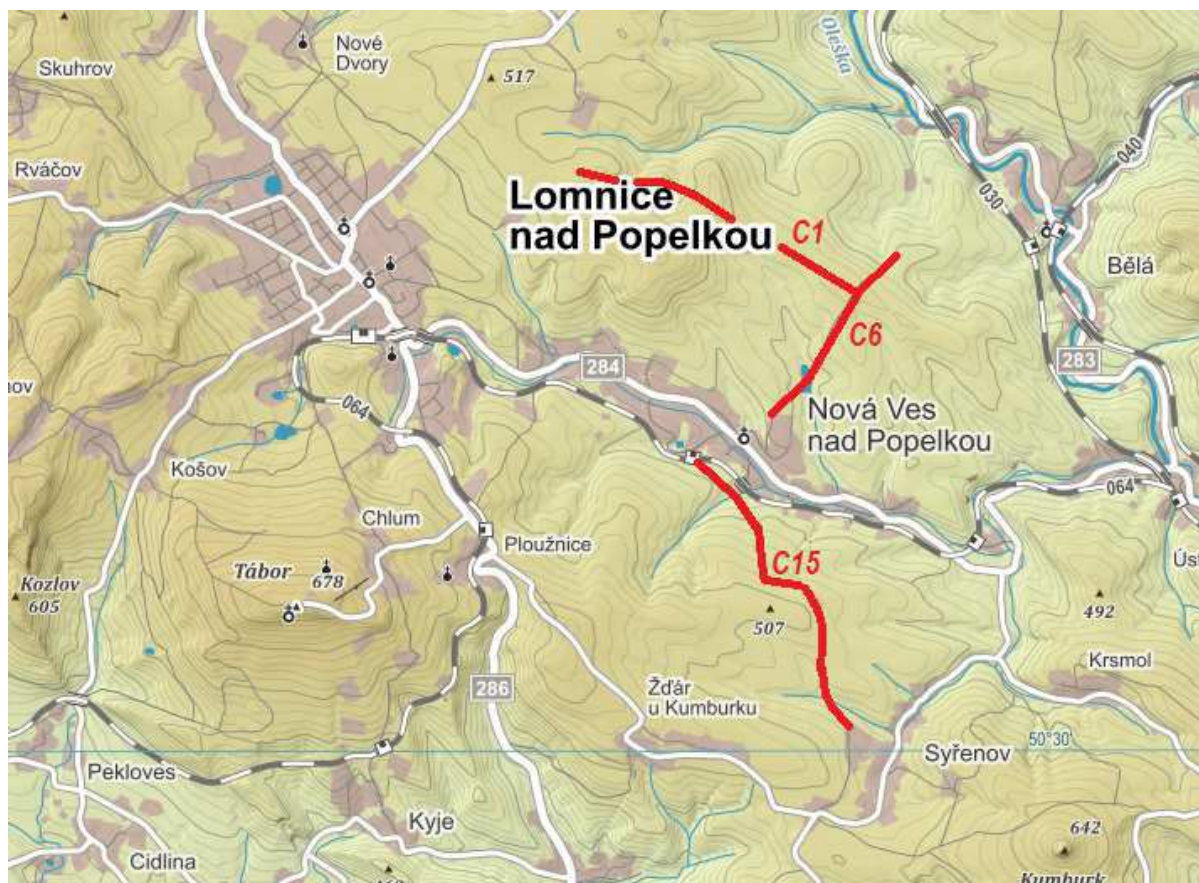 Nové
Dvory
Skuhrov
517
Oleška
Rváčov
Lomnice
nad Popelkou
C1
040
030
Bělá
C6
284
283
064
Nová Ves
nad Popelkou
Košov
064
Chlum
Ploužnice
C15
Tábor
678
Kozlov
605
507
492
Krsmol
286
Žďár
u Kumburku
50°30'
Syřenov
Pekloves
Kyje
Cidlina
642
Kumburk